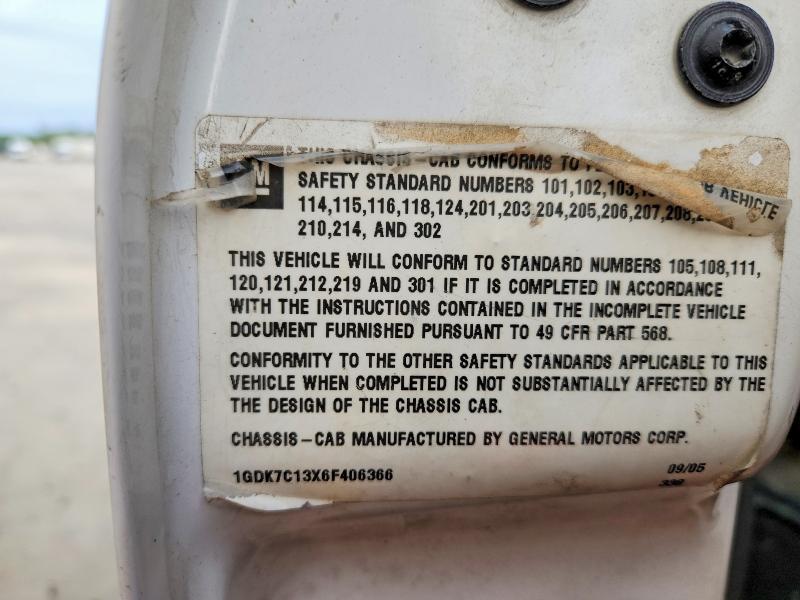 THIS CHASSIS-CAB CONFORMS TO
SAFETY STANDARD NUMBERS 101,102,103, VEHICLE
114,115,116,118,124,201,203 204,205,206,207,208,
210,214, AND 302
THIS VEHICLE WILL CONFORM TO STANDARD NUMBERS 105,108,111,
120,121,212,219 AND 301 IF IT IS COMPLETED IN ACCORDANCE
WITH THE INSTRUCTIONS CONTAINED IN THE INCOMPLETE VEHICLE
DOCUMENT FURNISHED PURSUANT TO 49 CFR PART 568.
CONFORMITY TO THE OTHER SAFETY STANDARDS APPLICABLE TO THIS
VEHICLE WHEN COMPLETED IS NOT SUBSTANTIALLY AFFECTED BY THE
THE DESIGN OF THE CHASSIS CAB.
CHASSIS-CAB MANUFACTURED BY GENERAL MOTORS CORP.
1GDK7C13X6F406366 09/05